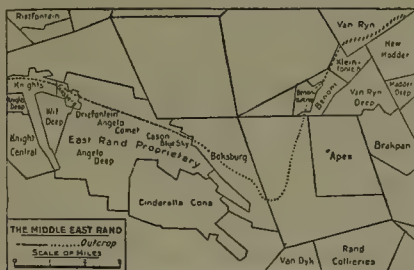 Rietfontein
Van Ryn
New
Modder
Klein-
fontein
Knights
Benoni
Modder
Deep
Van Ryn
Deep
Wit
Deep
Driefontein
Angelo
Comet
Cason
Blue Sky
Knight
Central
East Rand Proprietary
Angelo
Deep
Boksburg
Apex
Brakpan
Cinderella Cons
THE MIDDLE EAST RAND
Outcrop
SCALE OF MILES
Van Dyk
Rand
Collieries